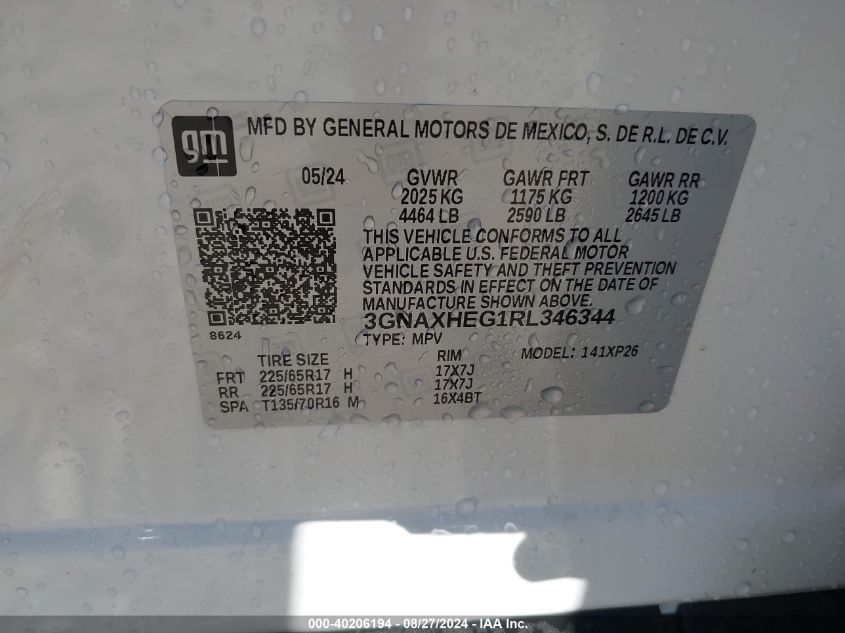 gm MFD BY GENERAL MOTORS DE MEXICO, S. DE R.L. DE C.V.
05/24 GVWR GAWR FRT GAWR RR
2025 KG 1175 KG 1200 KG
4464 LB 2590 LB 2645 LB
THIS VEHICLE CONFORMS TO ALL
APPLICABLE U.S. FEDERAL MOTOR
VEHICLE SAFETY AND THEFT PREVENTION
STANDARDS IN EFFECT ON THE DATE OF
MANUFACTURE SHOWN ABOVE.
3GNAXHEG1RL346344
8624 TYPE: MPV
TIRE SIZE RIM MODEL: 141XP26
FRT 225/65R17 H 17X7J
RR 225/65R17 H 17X7J
SPA T135/70R16 M 16X4BT
000-40206194 - 08/27/2024 - IAA Inc.